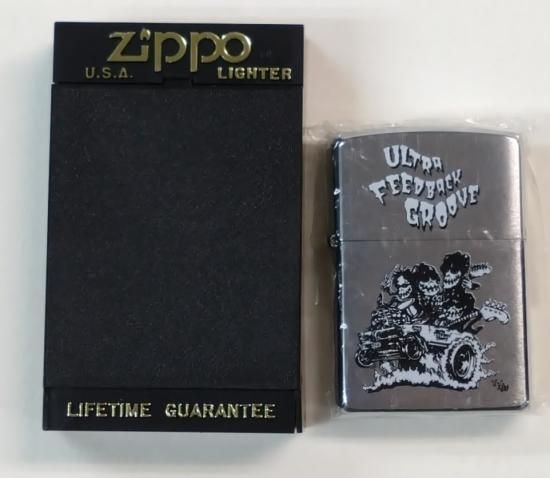 zippo
U.S.A. LIGHTER
LIFETIME GUARANTEE
ULTRA
FEEDBACK
GROOVE